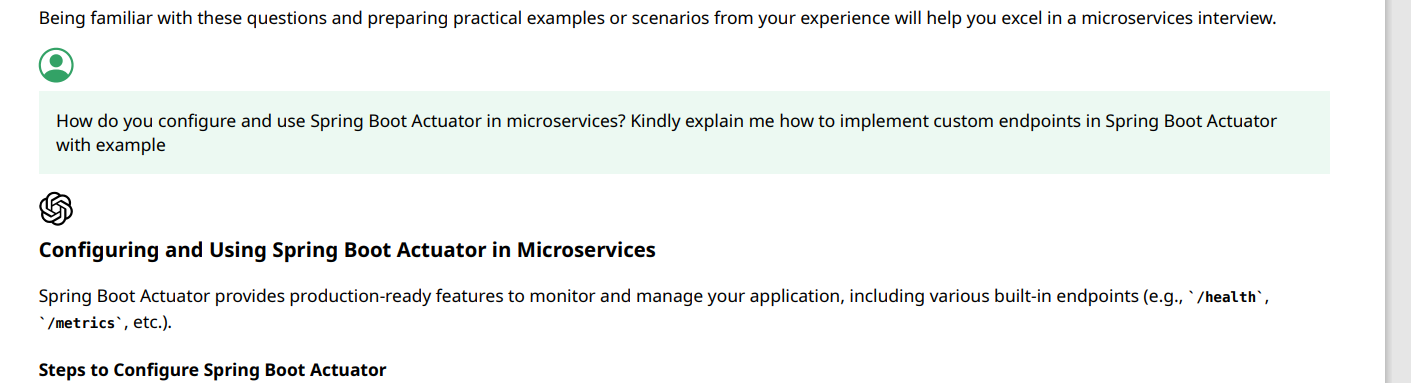 Being familiar with these questions and preparing practical examples or scenarios from your experience will help you excel in a microservices interview.
How do you configure and use Spring Boot Actuator in microservices? Kindly explain me how to implement custom endpoints in Spring Boot Actuator
with example
Configuring and Using Spring Boot Actuator in Microservices
Spring Boot Actuator provides production-ready features to monitor and manage your application, including various built-in endpoints (e.g., `/health`,
`/metrics`, etc.).
Steps to Configure Spring Boot Actuator